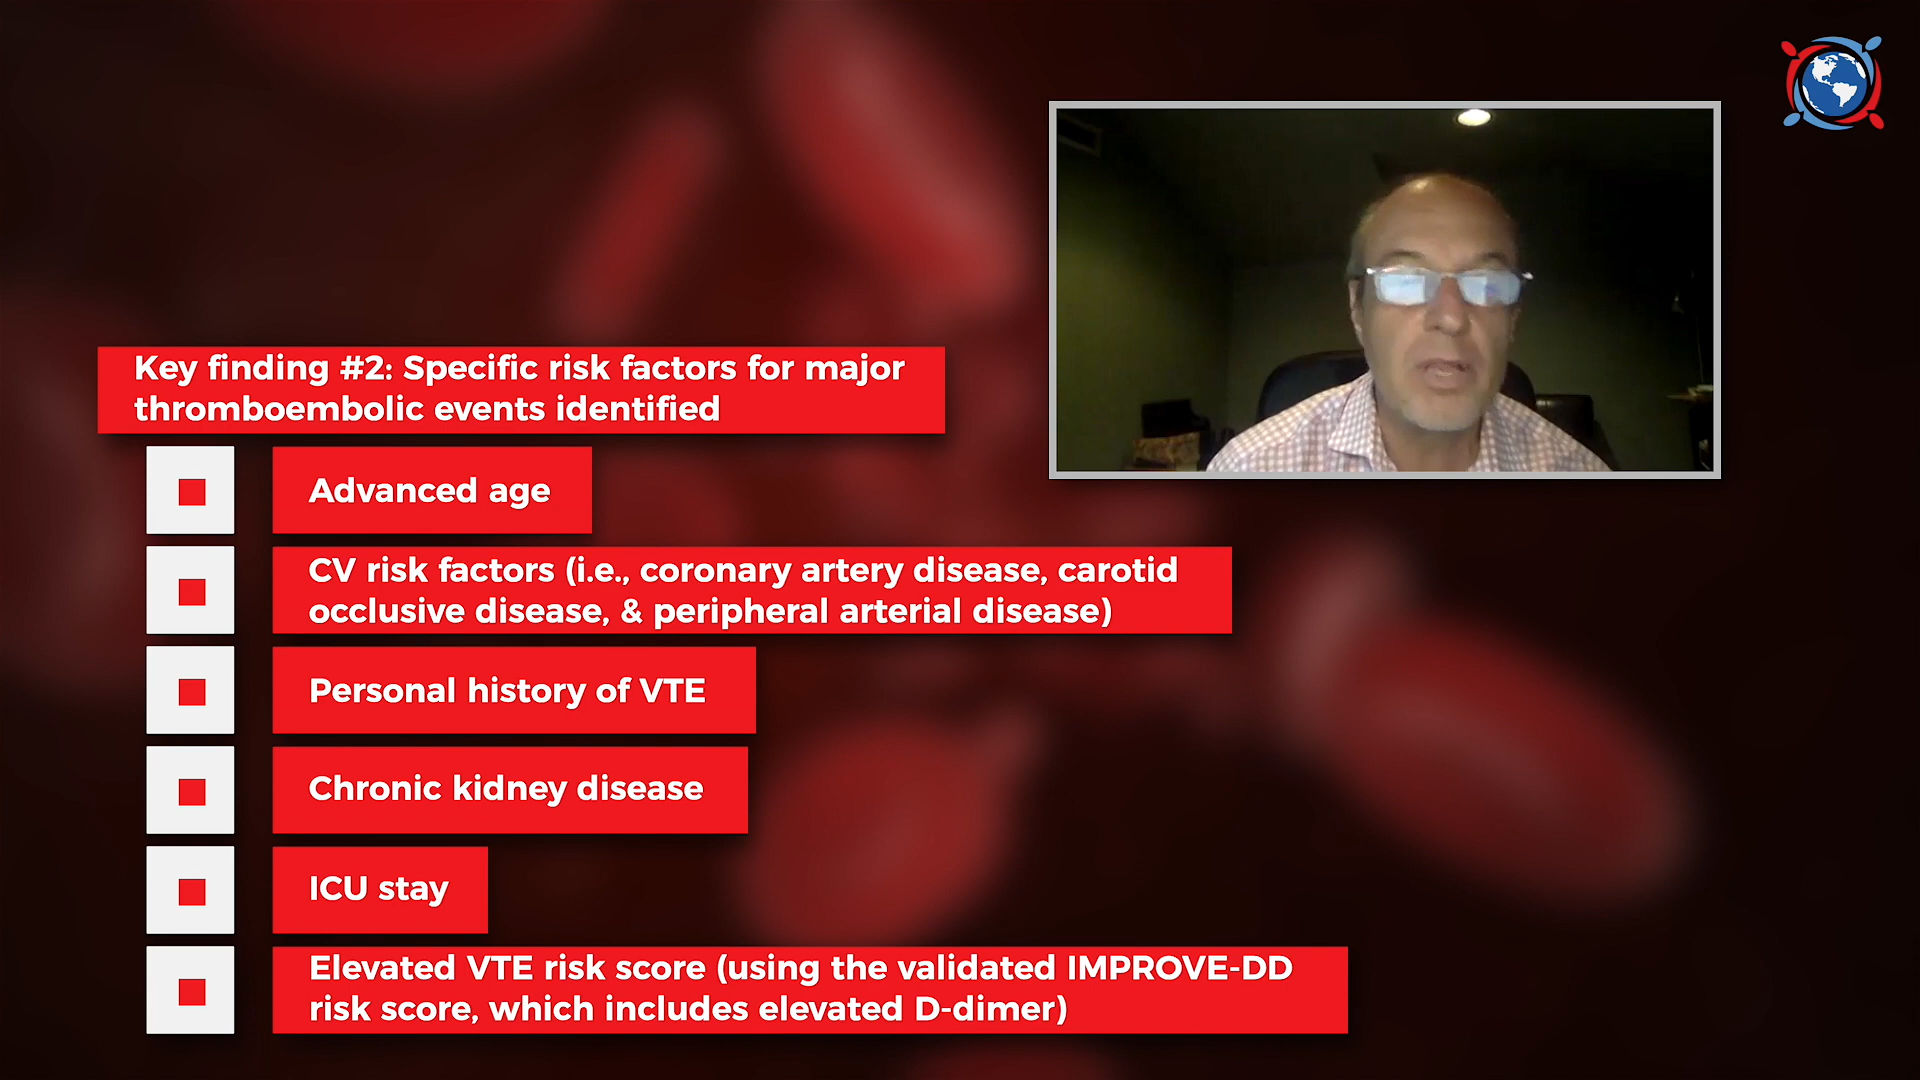 Key finding #2: Specific risk factors for major
thromboembolic events identified
Advanced age
CV risk factors (i.e., coronary artery disease, carotid
occlusive disease, & peripheral arterial disease)
Personal history of VTE
Chronic kidney disease
ICU stay
Elevated VTE risk score (using the validated IMPROVE-DD
risk score, which includes elevated D-dimer)